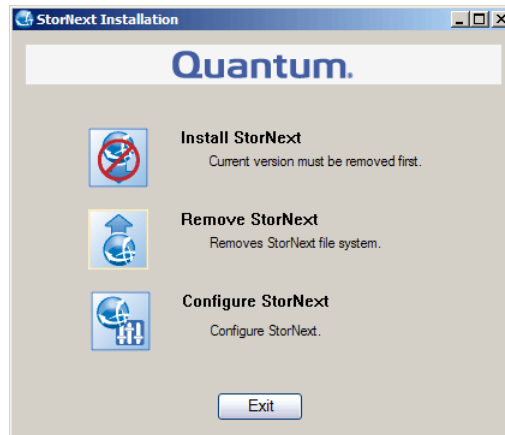 StorNext Installation
Quantum.
Install StorNext
Current version must be removed first.
Remove StorNext
Removes StorNext file system.
Configure StorNext
Configure StorNext.
Exit